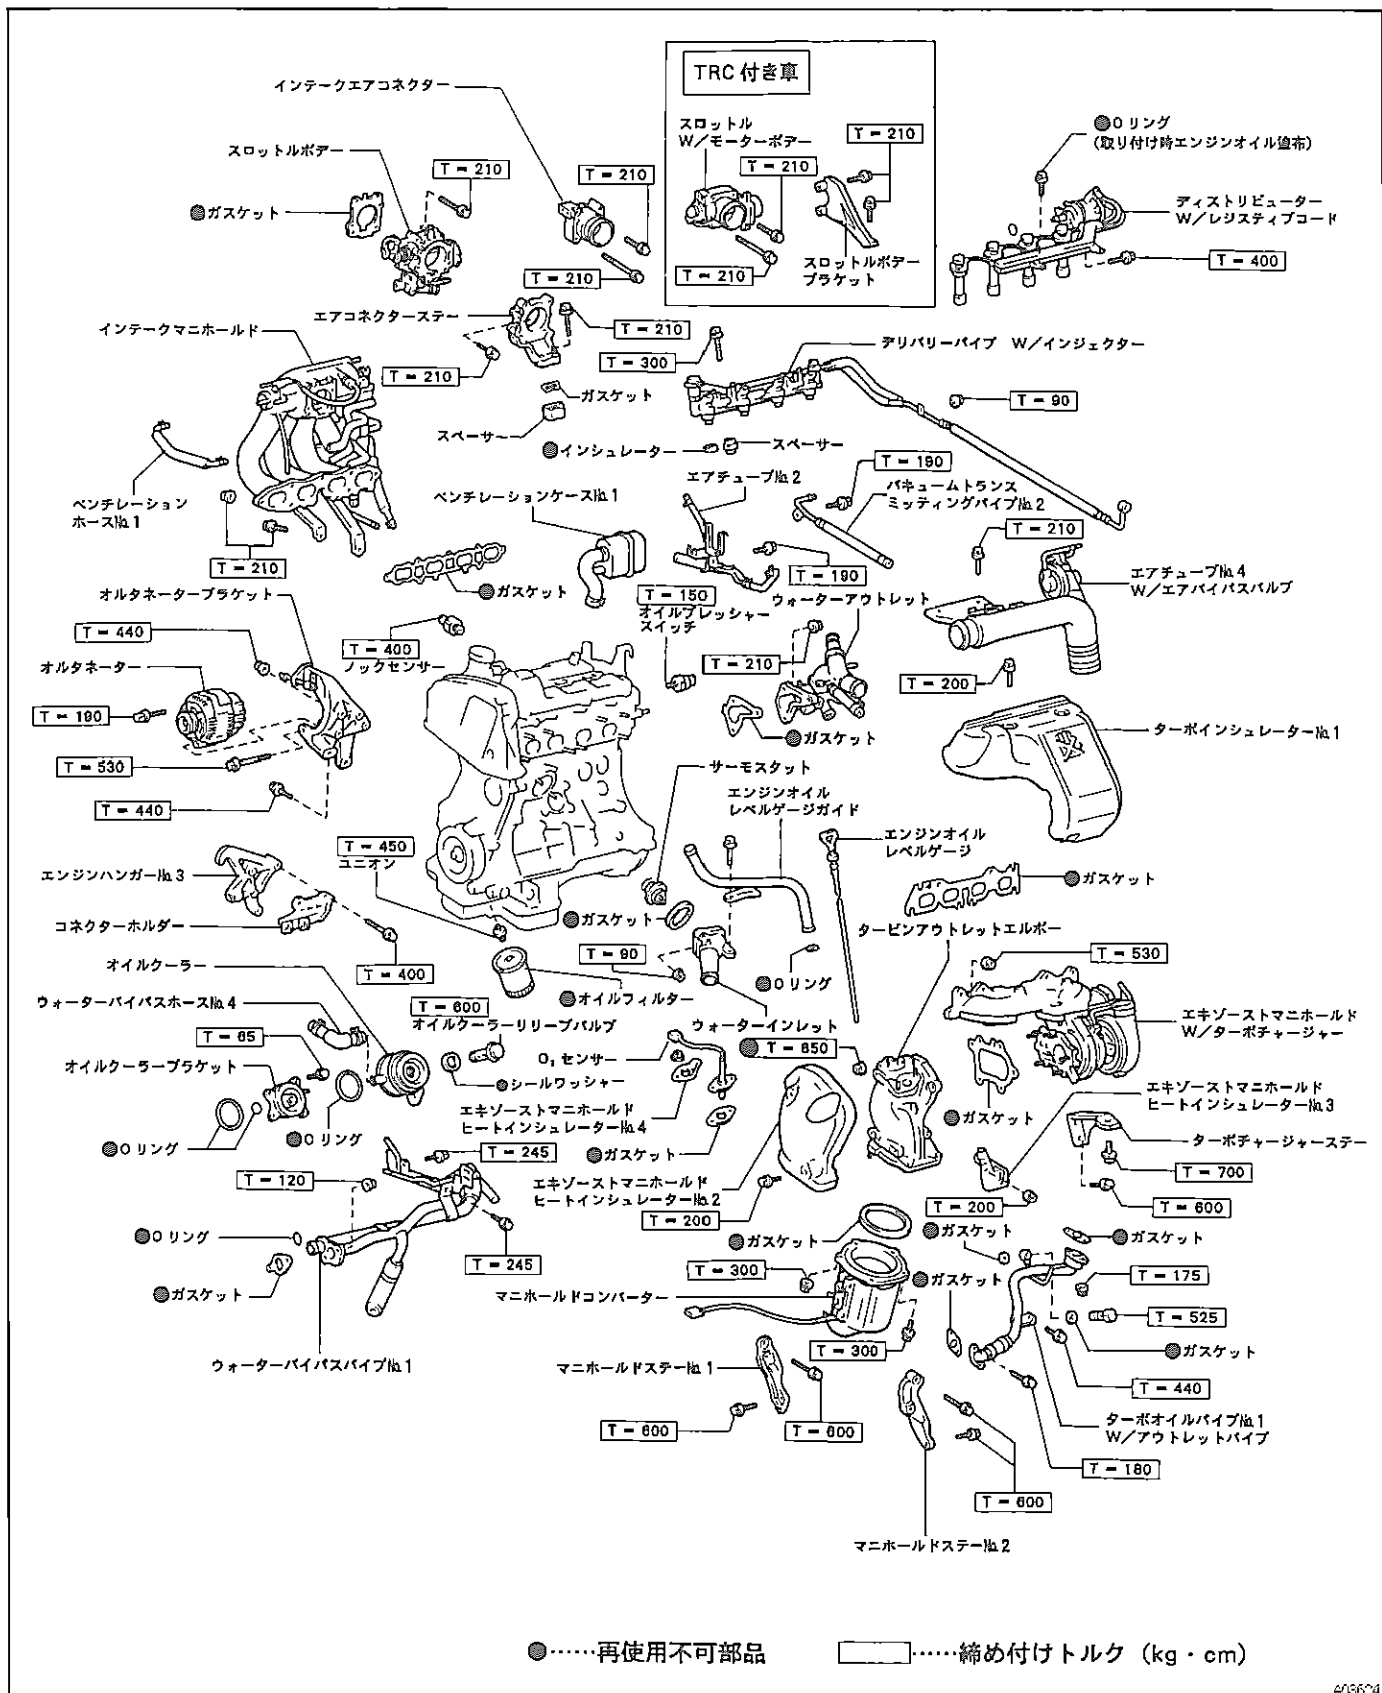 TRC 付き車
インテークエアコネクター
スロットルボデー
T = 210
T = 210
●ガスケット
T = 210
スロットル
W/モーターボデー
T = 210
T = 210
T = 210
スロットルボデー
ブラケット
●Oリング
(取り付け時エンジンオイル塗布)
ディストリビューター
W/レジスティブコード
T = 400
インテークマニホールド
エアコネクターステー
T = 210
T = 210
ガスケット
スペーサー
T = 300
デリバリーパイプ W/インジェクター
T = 90
●インシュレーター
スペーサー
ベンチレーション
ホース№1
T = 210
ベンチレーションケース№1
エアチューブ№2
T = 190
バキュームトランス
ミッティングパイプ№2
T = 190
T = 210
エアチューブ№4
W/エアバイパスバルブ
●ガスケット
T = 150
オイルプレッシャー
スイッチ
ウォーターアウトレット
T = 210
T = 200
オルタネーターブラケット
T = 440
オルタネーター
T = 190
T = 530
T = 440
T = 400
ノックセンサー
●ガスケット
ターボインシュレーター№1
サーモスタット
エンジンオイル
レベルゲージガイド
エンジンオイル
レベルゲージ
T = 450
ユニオン
エンジンハンガー№3
コネクターホルダー
T = 400
●ガスケット
●ガスケット
T = 90
●Oリング
タービンアウトレットエルボー
T = 530
オイルクーラー
ウォーターバイパスホース№4
T = 65
オイルクーラーブラケット
●オイルフィルター
T = 600
オイルクーラーリリーフバルブ
●シールワッシャー
●Oリング
●Oリング
ウォーターインレット
O₂センサー
●T = 650
エキゾーストマニホールド
W/ターボチャージャー
エキゾーストマニホールド
ヒートインシュレーター№4
●ガスケット
●ガスケット
エキゾーストマニホールド
ヒートインシュレーター№3
ターボチャージャーステー
T = 700
T = 600
T = 200
T = 245
T = 120
●Oリング
●ガスケット
T = 245
エキゾーストマニホールド
ヒートインシュレーター№2
T = 200
●ガスケット
●ガスケット
●ガスケット
T = 300
●ガスケット
T = 175
T = 525
●ガスケット
T = 440
マニホールドコンバーター
T = 300
ウォーターバイパスパイプ№1
マニホールドステー№1
T = 600
T = 600
ターボオイルパイプ№1
W/アウトレットパイプ
T = 180
T = 600
マニホールドステー№2
●……再使用不可部品
……締め付けトルク (kg・cm)